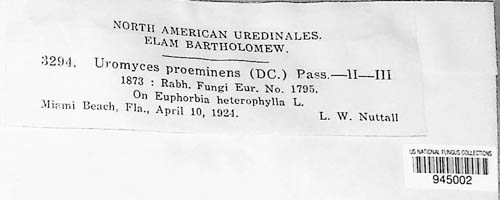 NORTH AMERICAN UREDINALES.
ELAM BARTHOLOMEW.
3294. Uromyces proeminens (DC.) Pass.—II—III
1873 : Rabh. Fungi Eur. No. 1795.
On Euphorbia heterophylla L.
Miami Beach, Fla., April 10, 1924.
L. W. Nuttall
US NATIONAL FUNGUS COLLECTIONS
945002